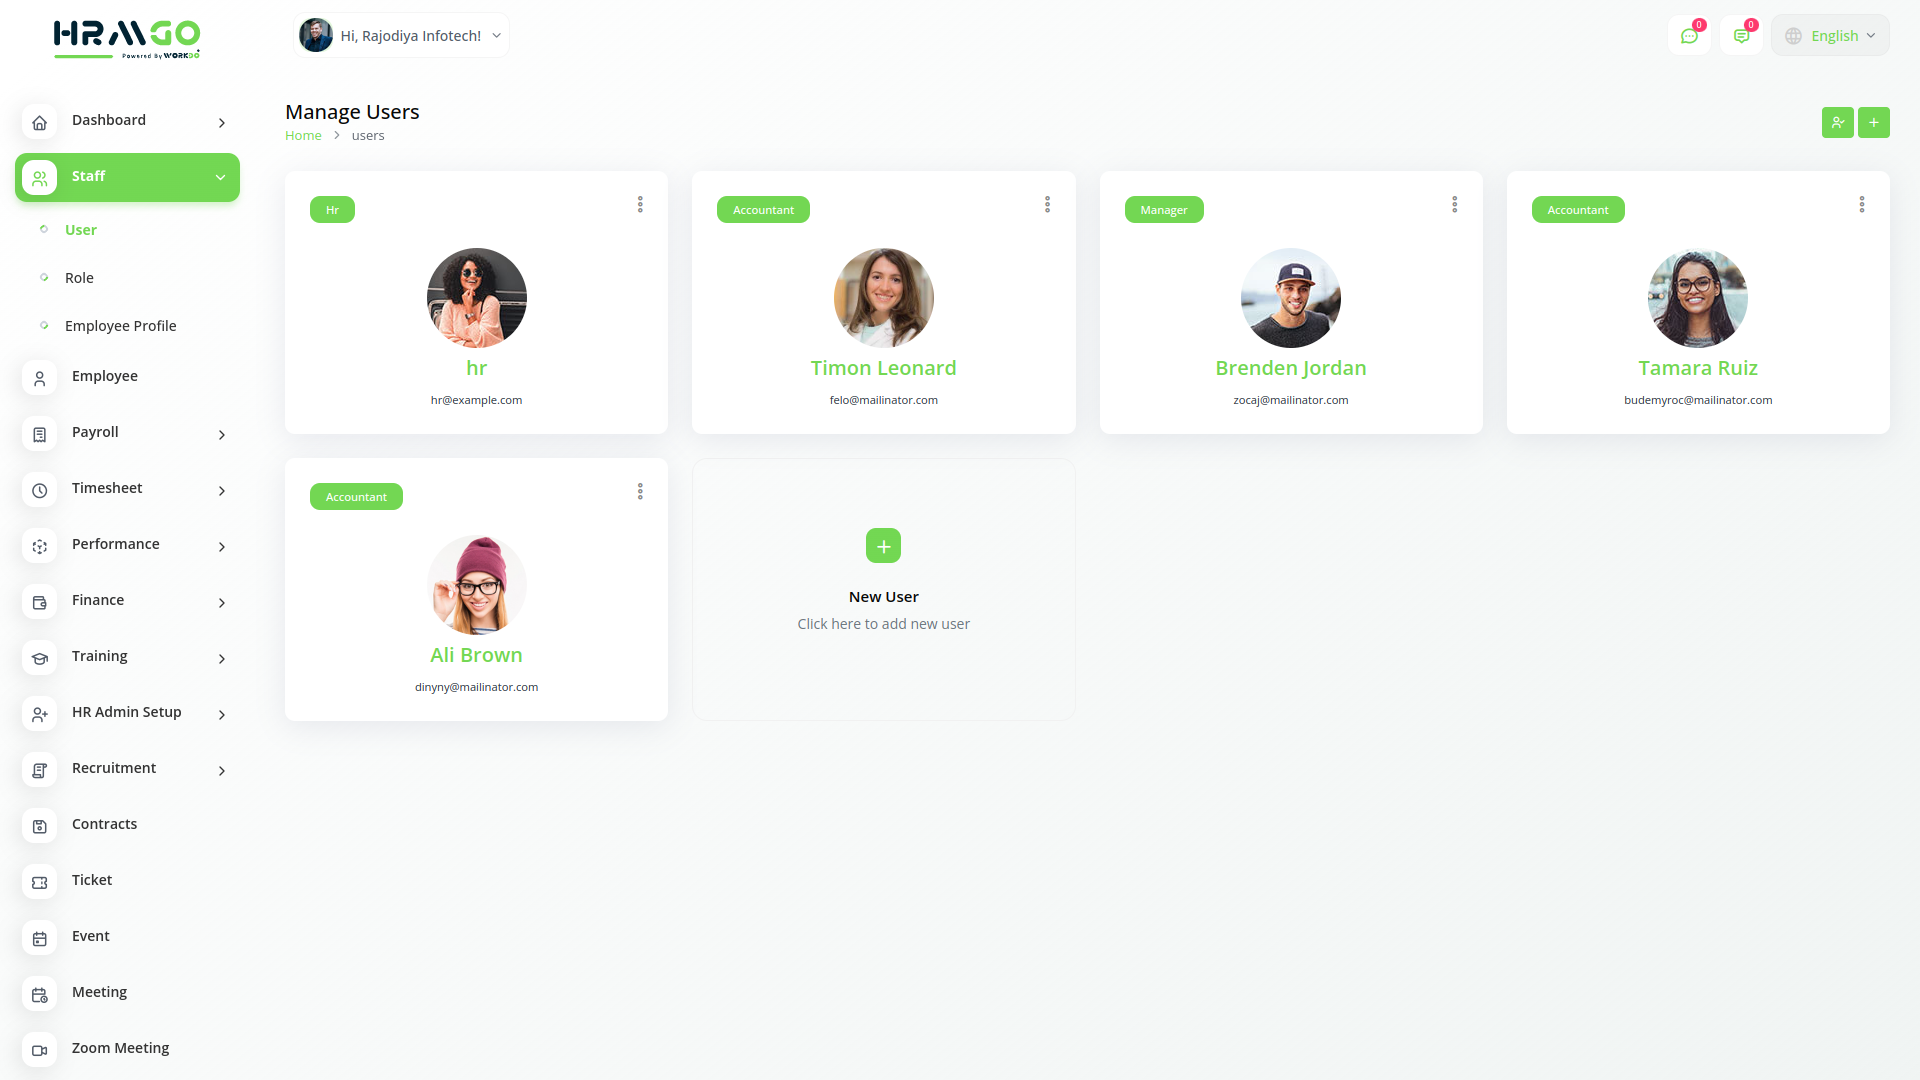 HRMGO
Powered By WORKDO
Hi, Rajodiya Infotech!
0
0
English
Dashboard
Staff
User
Role
Employee Profile
Employee
Payroll
Timesheet
Performance
Finance
Training
HR Admin Setup
Recruitment
Contracts
Ticket
Event
Meeting
Zoom Meeting
Manage Users
Home > users
Hr
hr
hr@example.com
Accountant
Timon Leonard
felo@mailinator.com
Manager
Brenden Jordan
zocaj@mailinator.com
Accountant
Tamara Ruiz
budemyroc@mailinator.com
Accountant
Ali Brown
dinyny@mailinator.com
New User
Click here to add new user